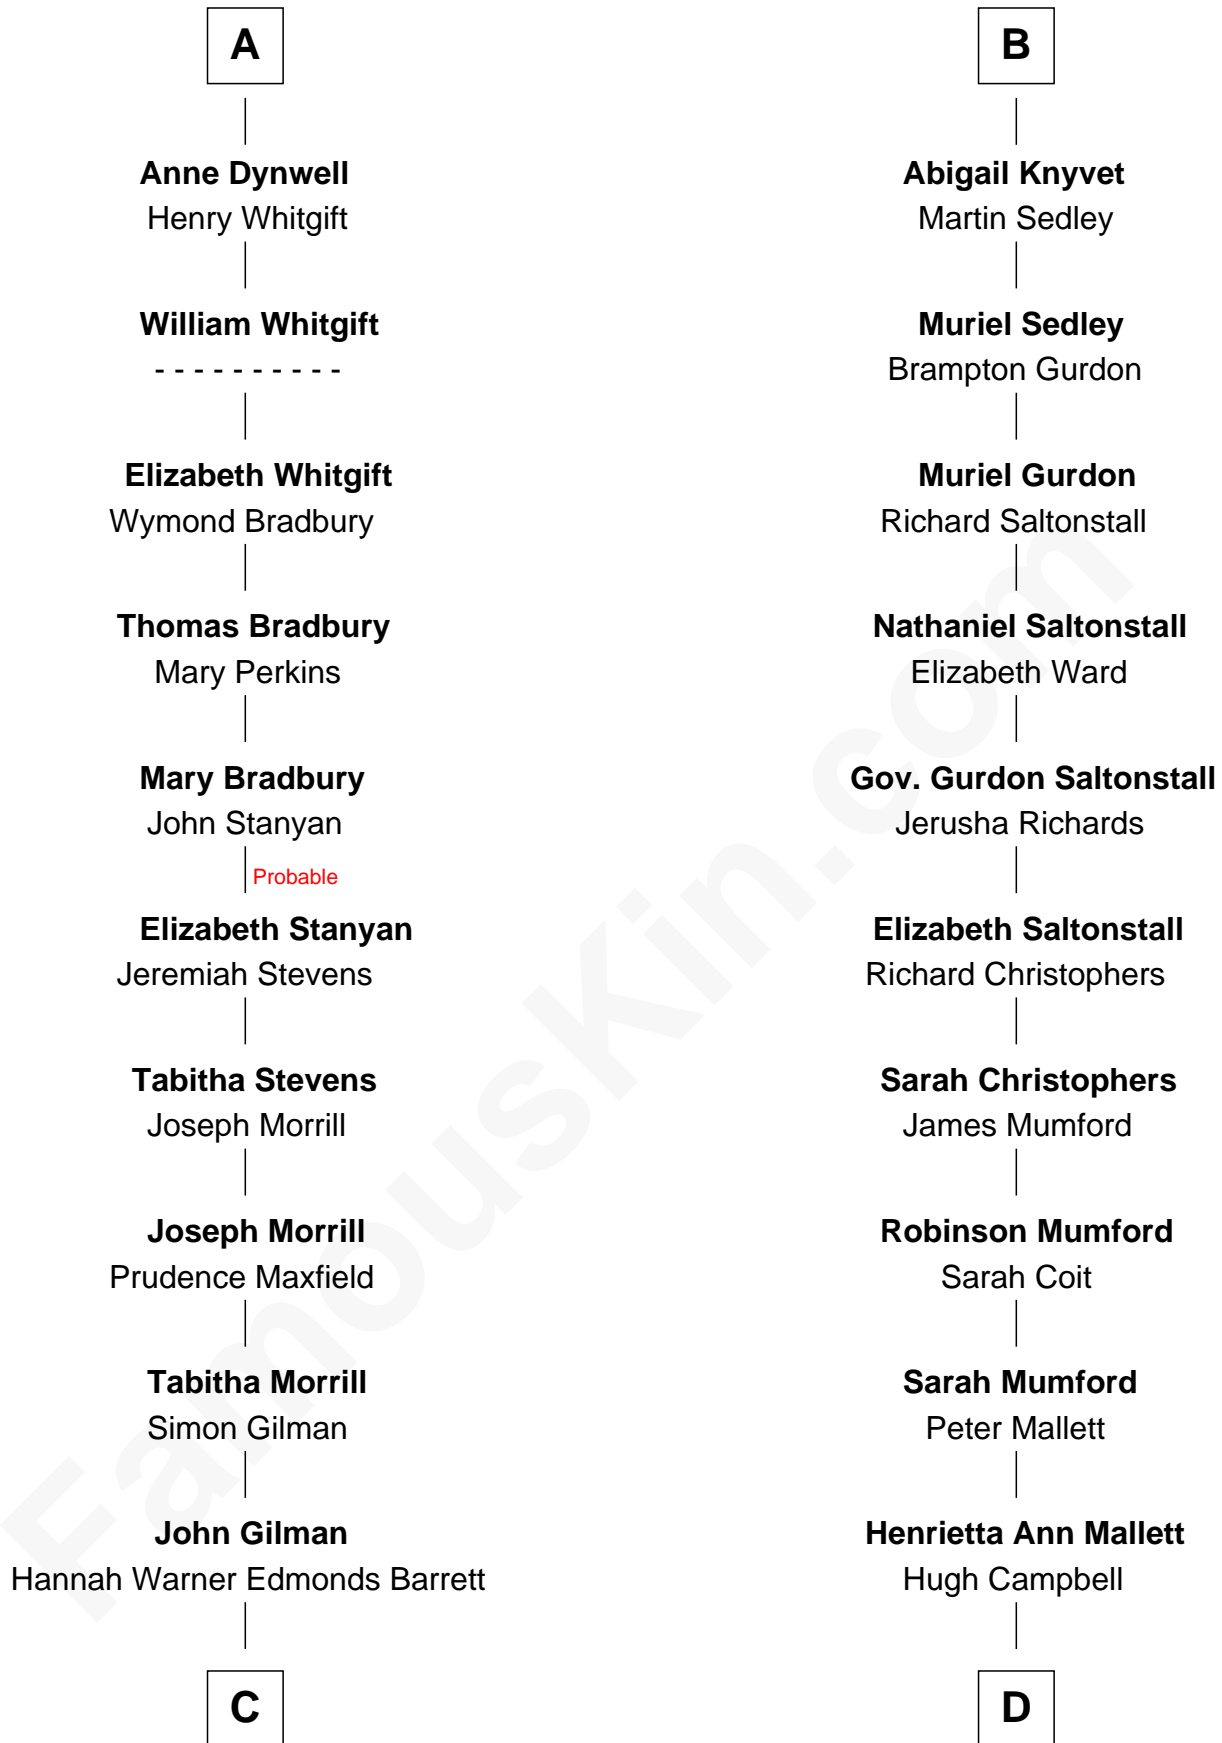 A
Anne Dynwell
Henry Whitgift
William Whitgift
- - - - - - - - - -
Elizabeth Whitgift
Wymond Bradbury
Thomas Bradbury
Mary Perkins
Mary Bradbury
John Stanyan
Probable
Elizabeth Stanyan
Jeremiah Stevens
Tabitha Stevens
Joseph Morrill
Joseph Morrill
Prudence Maxfield
Tabitha Morrill
Simon Gilman
John Gilman
Hannah Warner Edmonds Barrett
C
B
Abigail Knyvet
Martin Sedley
Muriel Sedley
Brampton Gurdon
Muriel Gurdon
Richard Saltonstall
Nathaniel Saltonstall
Elizabeth Ward
Gov. Gurdon Saltonstall
Jerusha Richards
Elizabeth Saltonstall
Richard Christophers
Sarah Christophers
James Mumford
Robinson Mumford
Sarah Coit
Sarah Mumford
Peter Mallett
Henrietta Ann Mallett
Hugh Campbell
D
FamousKin.com